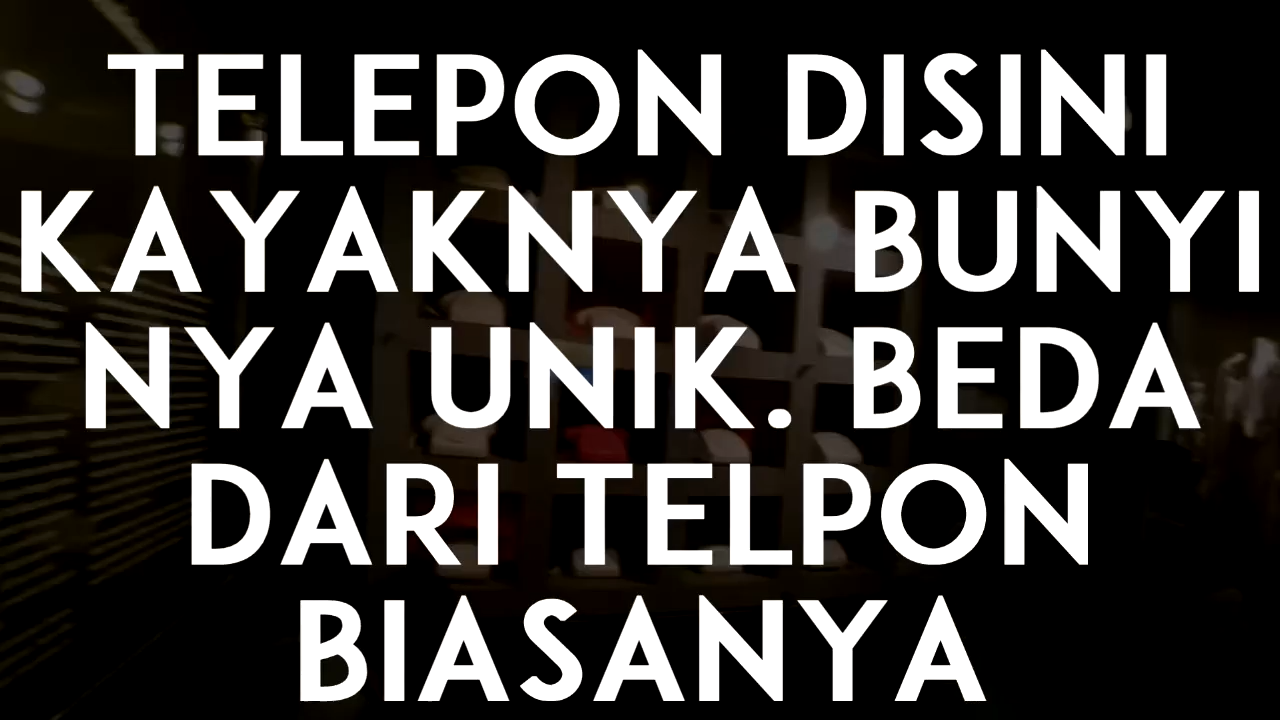 TELEPON DISINI
KAYAKNYA BUNYI
NYA UNIK. BEDA
DARI TELPON
BIASANYA